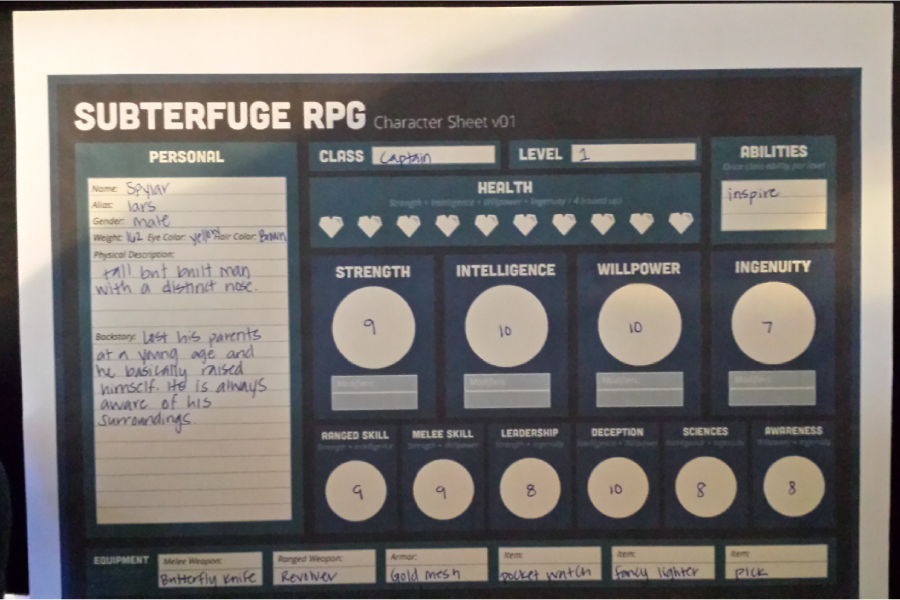 SUBTERFUGE RPG Character Sheet v01
PERSONAL
Name: Spylar
Alias: lars
Gender: male
Weight: 162 Eye Color: yellow Hair Color: Brown
Physical Description:
tall but built man
with a distinct nose.
Backstory: Lost his parents
at a young age and
he basically raised
himself. He is always
aware of his
surroundings.
CLASS Captain
LEVEL 1
ABILITIES
Once class ability per level
inspire
HEALTH
Strength + Intelligence + Willpower + Ingenuity / 4 (round up)
STRENGTH
9
Modifiers:
INTELLIGENCE
10
Modifiers:
WILLPOWER
10
Modifiers:
INGENUITY
7
Modifiers:
RANGED SKILL
Strength + Intelligence
9
MELEE SKILL
Strength + Willpower
9
LEADERSHIP
Strength + Ingenuity
8
DECEPTION
10
SCIENCES
8
AWARENESS
Willpower + Ingenuity
8
EQUIPMENT
Melee Weapon:
Butterfly knife
Ranged Weapon:
Revolver
Armor:
Gold mesh
Item:
pocket watch
Item:
fancy lighter
Item:
pick